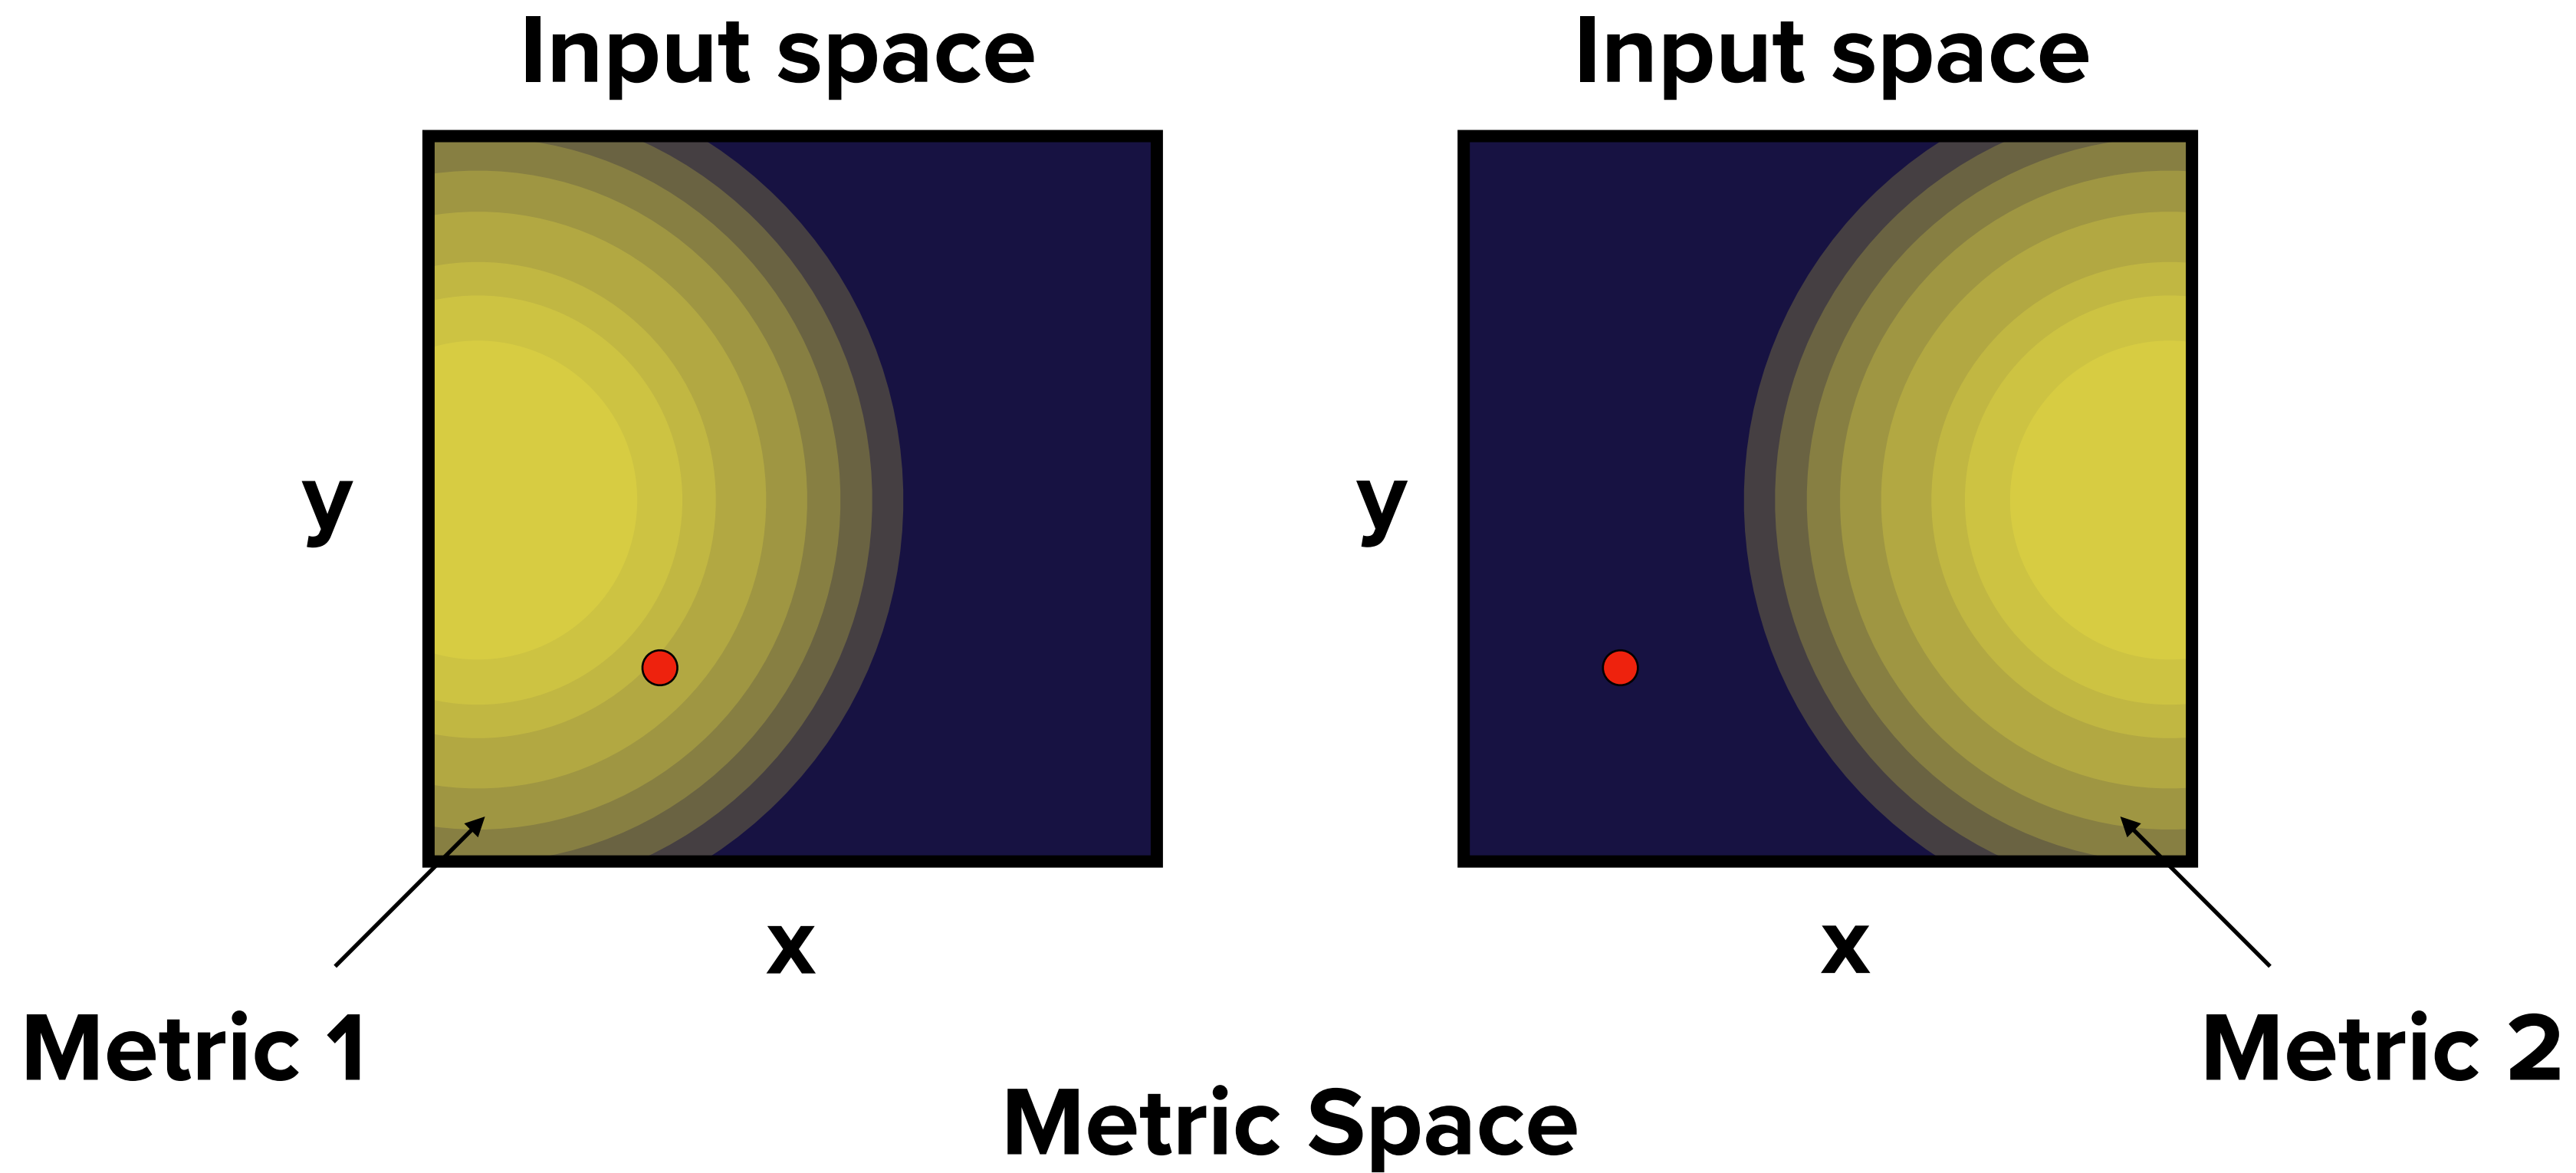 Input space
Input space
y
y
x
x
Metric 1
Metric 2
Metric Space